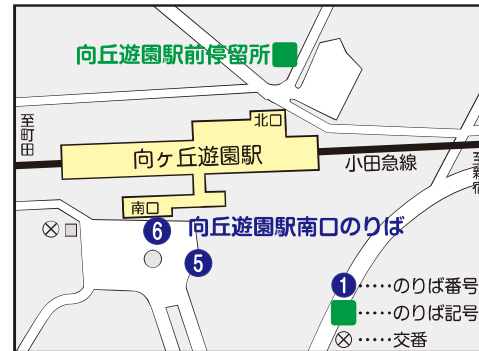 向丘遊園駅前停留所
北口
至町田
向ヶ丘遊園駅
小田急線
至新宿
南口
向丘遊園駅南口のりば
6
5
1‥‥のりば番号
‥‥のりば記号
‥‥交番